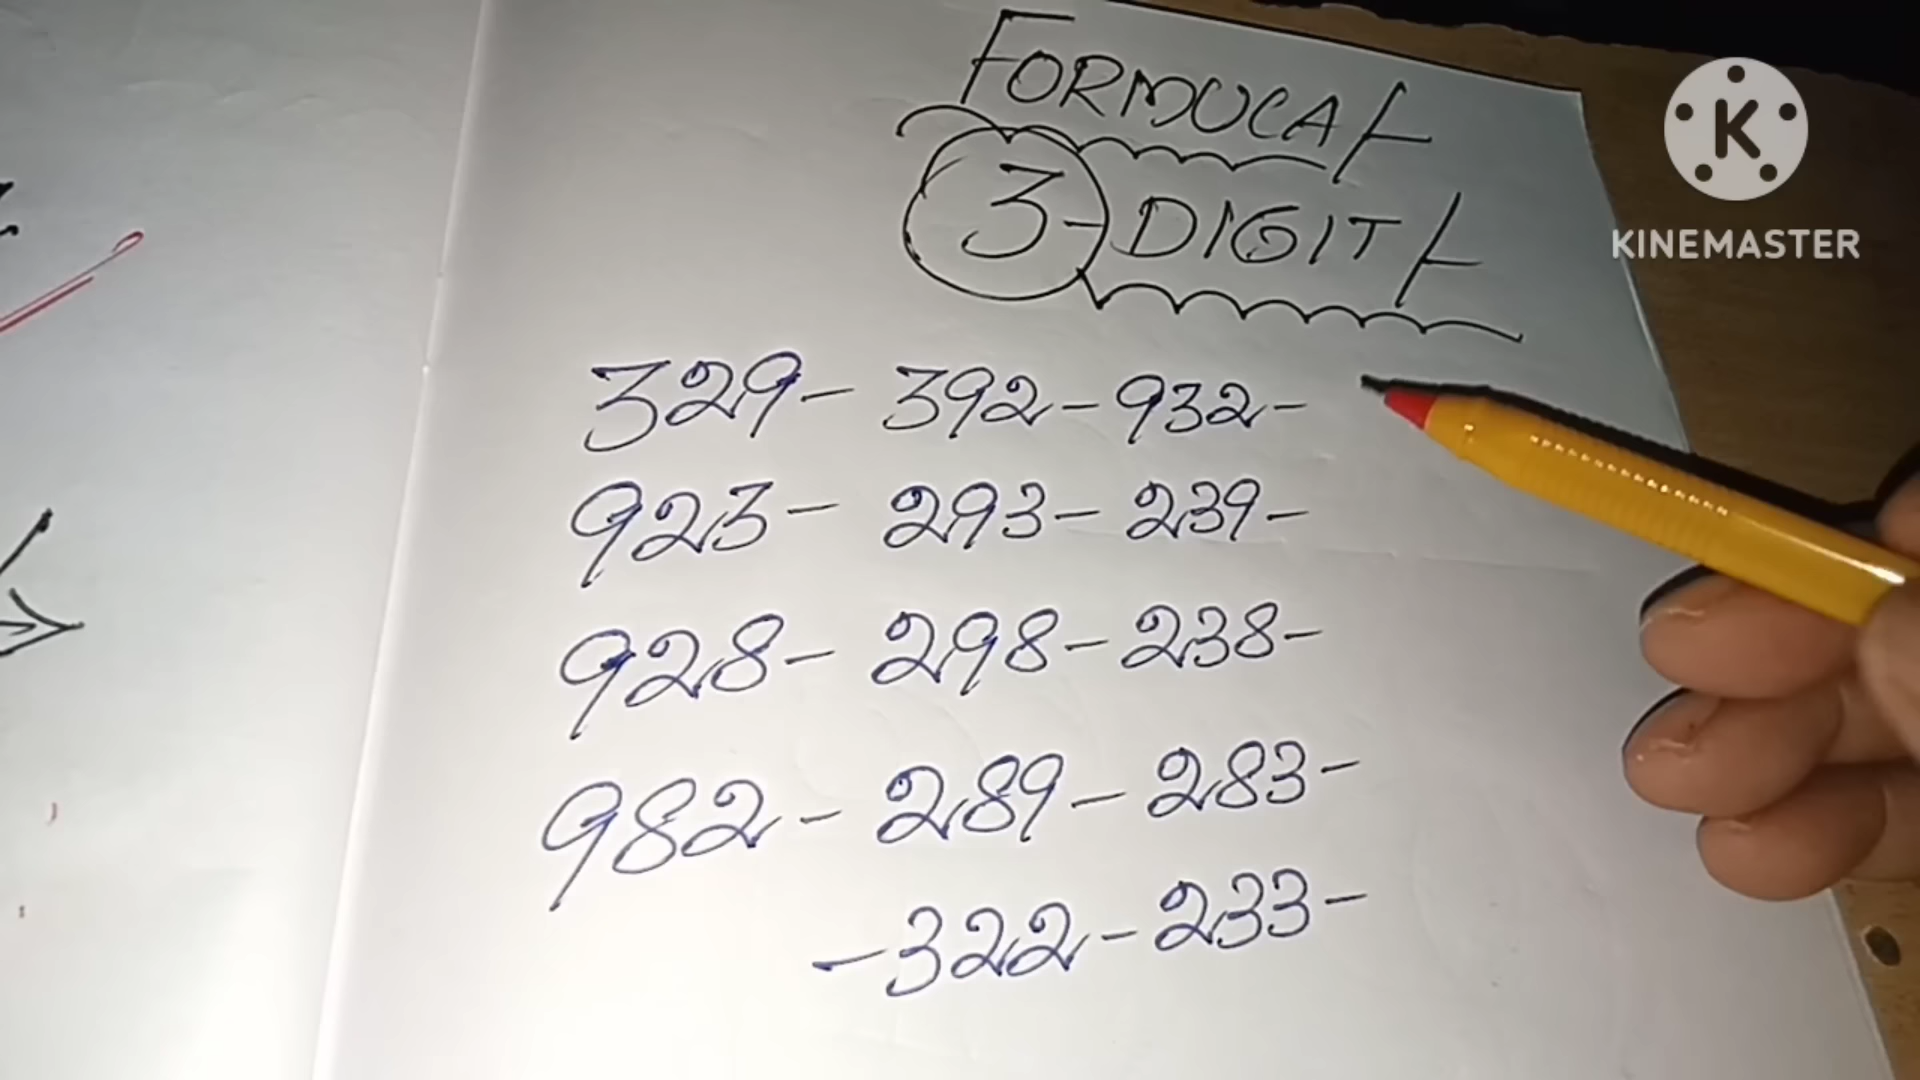 FORMULA
3-DIGIT
K
KINEMASTER
329- 392-932-
923- 293-239-
928- 298-238-
982- 289-283-
-322-233-